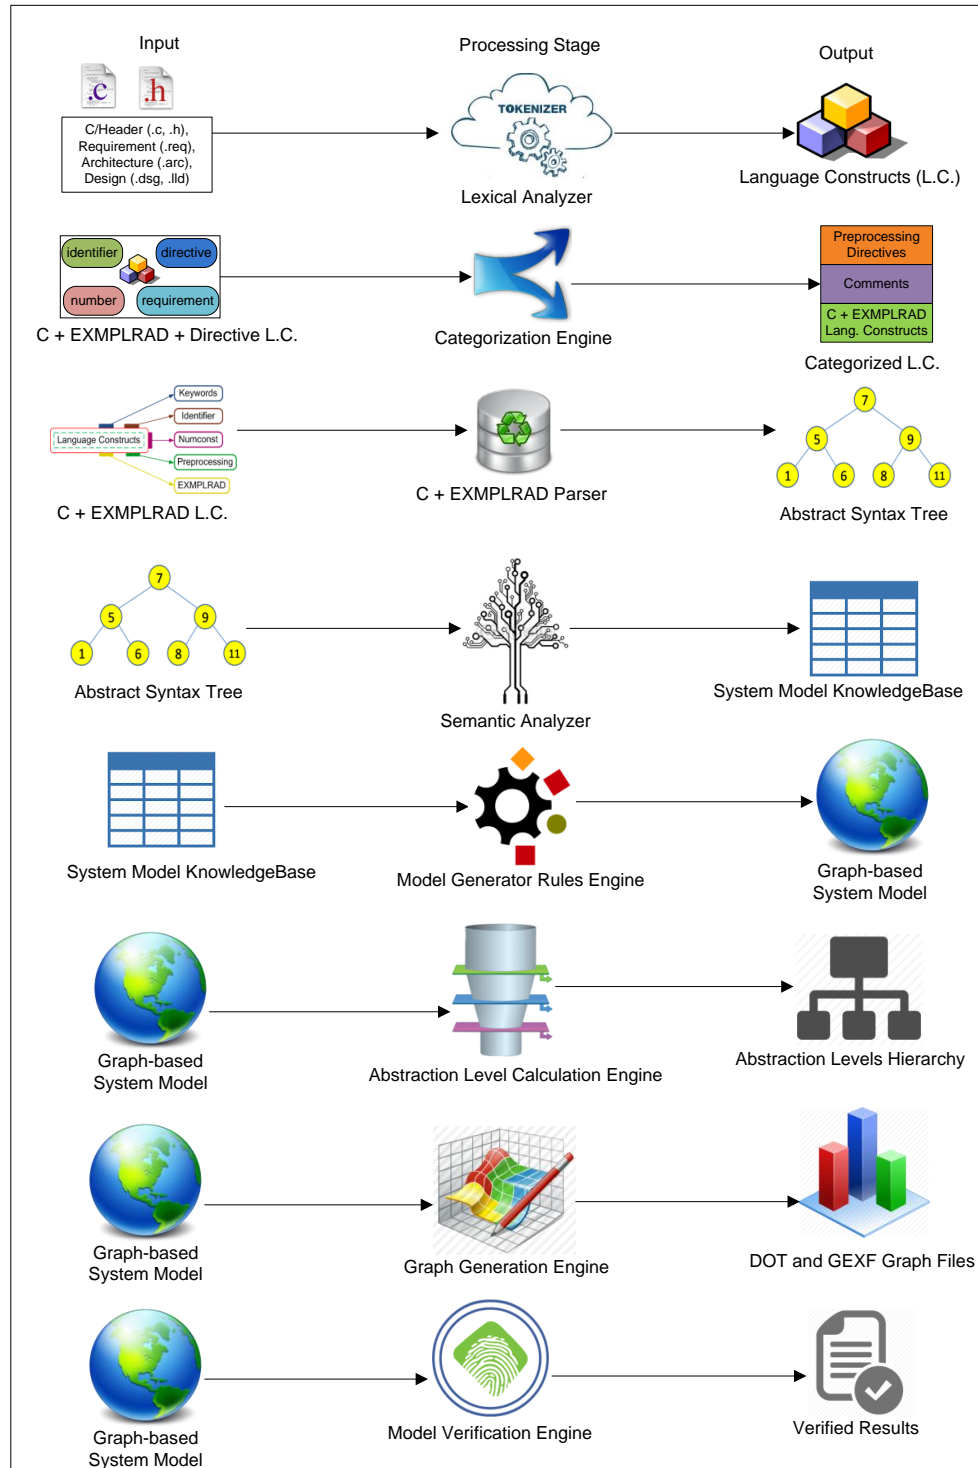 Input
Processing Stage
Output
.c
.h
TOKENIZER
C/Header (.c, .h),
Requirement (.req),
Architecture (.arc),
Design (.dsg, .lld)
Lexical Analyzer
Language Constructs (L.C.)
identifier
directive
number
requirement
C + EXMPLRAD + Directive L.C.
Categorization Engine
Preprocessing
Directives
Comments
C + EXMPLRAD
Lang. Constructs
Categorized L.C.
Keywords
Identifier
Language Constructs
Numconst
Preprocessing
EXMPLRAD
C + EXMPLRAD L.C.
C + EXMPLRAD Parser
7
5
9
1
6
8
11
Abstract Syntax Tree
7
5
9
1
6
8
11
Abstract Syntax Tree
Semantic Analyzer
System Model KnowledgeBase
System Model KnowledgeBase
Model Generator Rules Engine
Graph-based
System Model
Graph-based
System Model
Abstraction Level Calculation Engine
Abstraction Levels Hierarchy
Graph-based
System Model
Graph Generation Engine
DOT and GEXF Graph Files
Graph-based
System Model
Model Verification Engine
Verified Results